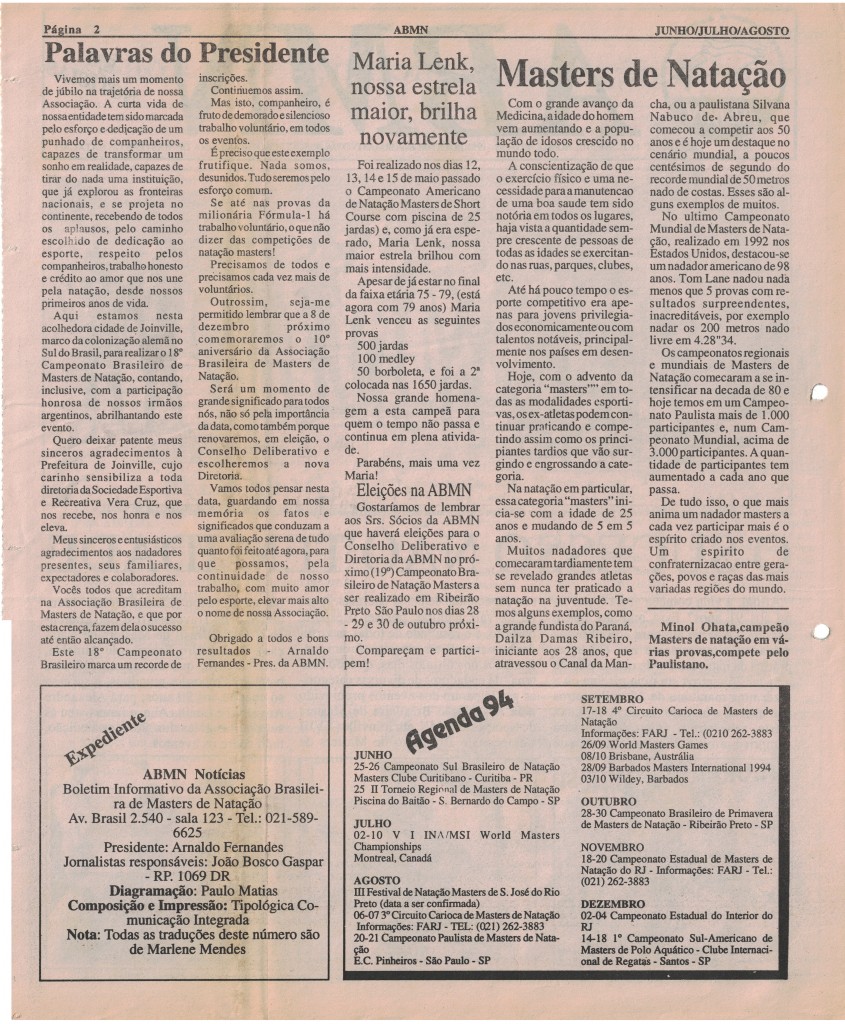 Página 2
ABMN
JUNHO/JULHO/AGOSTO
Palavras do Presidente
Vivemos mais um momento
de júbilo na trajetória de nossa
Associação. A curta vida de
nossa entidade tem sido marcada
pelo esforço e dedicação de um
punhado de companheiros,
capazes de transformar um
sonho em realidade, capazes de
tirar do nada uma instituição,
que já explorou as fronteiras
nacionais, e se projeta no
continente, recebendo de todos
os aplausos, pelo caminho
escolhido de dedicação ao
esporte, respeito pelos
companheiros, trabalho honesto
e crédito ao amor que nos une
pela natação, desde nossos
primeiros anos de vida.
Aqui estamos nesta
acolhedora cidade de Joinville,
marco da colonização alemã no
Sul do Brasil, para realizar o 18º
Campeonato Brasileiro de
Masters de Natação, contando,
inclusive, com a participação
honrosa de nossos irmãos
argentinos, abrilhantando este
evento.
Quero deixar patente meus
sinceros agradecimentos à
Prefeitura de Joinville, cujo
carinho sensibiliza a toda
diretoria da Sociedade Esportiva
e Recreativa Vera Cruz, que
nos recebe, nos honra e nos
eleva.
Meus sinceros e entusiásticos
agradecimentos aos nadadores
presentes, seus familiares,
expectadores e colaboradores.
Vocês todos que acreditam
na Associação Brasileira de
Masters de Natação, e que por
esta crença, fazem dela o sucesso
até então alcançado.
Este 18º Campeonato
Brasileiro marca um recorde de
inscrições.
Continuemos assim.
Mas isto, companheiro, é
fruto de demorado e silencioso
trabalho voluntário, em todos
os eventos.
É preciso que este exemplo
frutifique. Nada somos,
desunidos. Tudo seremos pelo
esforço comum.
Se até nas provas da
milionária Fórmula-1 há
trabalho voluntário, o que não
dizer das competições de
natação masters!
Precisamos de todos e
precisamos cada vez mais de
voluntários.
Outrossim, seja-me
permitido lembrar que a 8 de
dezembro próximo
comemoraremos o 10º
aniversário da Associação
Brasileira de Masters de
Natação.
Será um momento de
grande significado para todos
nós, não só pela importância
da data, como também porque
renovaremos, em eleição, o
Conselho Deliberativo e
escolheremos a nova
Diretoria.
Vamos todos pensar nesta
data, guardando em nossa
memória os fatos e
significados que conduzam a
uma avaliação serena de tudo
quanto foi feito até agora, para
que possamos, pela
continuidade de nosso
trabalho, com muito amor
pelo esporte, elevar mais alto
o nome de nossa Associação.
Obrigado a todos e bons
resultados - Arnaldo
Fernandes - Pres. da ABMN.
Maria Lenk,
nossa estrela
maior, brilha
novamente
Foi realizado nos dias 12,
13, 14 e 15 de maio passado
o Campeonato Americano
de Natação Masters de Short
Course com piscina de 25
jardas) e, como já era espe-
rado, Maria Lenk, nossa
maior estrela brilhou com
mais intensidade.
Apesar de já estar no final
da faixa etária 75 - 79, (está
agora com 79 anos) Maria
Lenk venceu as seguintes
provas
500 jardas
100 medley
50 borboleta, e foi a 2ª
colocada nas 1650 jardas.
Nossa grande homena-
gem a esta campeã para
quem o tempo não passa e
continua em plena ativida-
de.
Parabéns, mais uma vez
Maria!
Eleições na ABMN
Gostaríamos de lembrar
aos Srs. Sócios da ABMN
que haverá eleições para o
Conselho Deliberativo e
Diretoria da ABMN no pró-
ximo (19º) Campeonato Bra-
sileiro de Natação Masters a
ser realizado em Ribeirão
Preto São Paulo nos dias 28
- 29 e 30 de outubro próxi-
mo.
Compareçam e partici-
pem!
Masters de Natação
Com o grande avanço da
Medicina, a idade do homem
vem aumentando e a popu-
lação de idosos crescido no
mundo todo.
A conscientização de que
o exercício físico e uma ne-
cessidade para a manutencao
de uma boa saude tem sido
notória em todos os lugares,
haja vista a quantidade sem-
pre crescente de pessoas de
todas as idades se exercitan-
do nas ruas, parques, clubes,
etc.
Até há pouco tempo o es-
porte competitivo era ape-
nas para jovens privilegia-
dos economicamente ou com
talentos notáveis, principal-
mente nos países em desen-
volvimento.
Hoje, com o advento da
categoria “masters”” em to-
das as modalidades esporti-
vas, os ex-atletas podem con-
tinuar praticando e compe-
tindo assim como os princi-
piantes tardios que vão sur-
gindo e engrossando a cate-
goria.
Na natação em particular,
essa categoria “masters” ini-
cia-se com a idade de 25
anos e mudando de 5 em 5
anos.
Muitos nadadores que
comecaram tardiamente tem
se revelado grandes atletas
sem nunca ter praticado a
natação na juventude. Te-
mos alguns exemplos, como
a grande fundista do Paraná,
Dailza Damas Ribeiro,
iniciante aos 28 anos, que
atravessou o Canal da Man-
cha, ou a paulistana Silvana
Nabuco de Abreu, que
comecou a competir aos 50
anos e é hoje um destaque no
cenário mundial, a poucos
centésimos de segundo do
recorde mundial de 50 metros
nado de costas. Esses são al-
guns exemplos de muitos.
No ultimo Campeonato
Mundial de Masters de Nata-
ção, realizado em 1992 nos
Estados Unidos, destacou-se
um nadador americano de 98
anos. Tom Lane nadou nada
menos que 5 provas com re-
sultados surpreendentes,
inacreditáveis, por exemplo
nadar os 200 metros nado
livre em 4.28"34.
Os campeonatos regionais
e mundiais de Masters de
Natação comecaram a se in-
tensificar na decada de 80 e
hoje temos em um Campeo-
nato Paulista mais de 1.000
participantes e, num Camp-
eonato Mundial, acima de
3.000 participantes. A quan-
tidade de participantes tem
aumentado a cada ano que
passa.
De tudo isso, o que mais
anima um nadador masters a
cada vez participar mais é o
espírito criado nos eventos.
Um espirito de
confraternizacao entre gera-
ções, povos e raças das mais
variadas regiões do mundo.
Minol Ohata,campeão
Masters de natação em vá-
rias provas,compete pelo
Paulistano.
Expediente
ABMN Notícias
Boletim Informativo da Associação Brasilei-
ra de Masters de Natação
Av. Brasil 2.540 - sala 123 - Tel.: 021-589-
6625
Presidente: Arnaldo Fernandes
Jornalistas responsáveis: João Bosco Gaspar
- RP. 1069 DR
Diagramação: Paulo Matias
Composição e Impressão: Tipológica Co-
municação Integrada
Nota: Todas as traduções deste número são
de Marlene Mendes
Agenda 94
JUNHO
25-26 Campeonato Sul Brasileiro de Natação
Masters Clube Curitibano - Curitiba - PR
25 II Torneio Regional de Masters de Natação
Piscina do Baitão - S. Bernardo do Campo - SP
JULHO
02-10 V I INA/MSI World Masters
Championships
Montreal, Canadá
AGOSTO
III Festival de Natação Masters de S. José do Rio
Preto (data a ser confirmada)
06-07 3º Circuito Carioca de Masters de Natação
Informações: FARJ - TEL: (021) 262-3883
20-21 Campeonato Paulista de Masters de Nata-
ção
E.C. Pinheiros - São Paulo - SP
SETEMBRO
17-18 4º Circuito Carioca de Masters de
Natação
Informações: FARJ - Tel.: (0210 262-3883
26/09 World Masters Games
08/10 Brisbane, Austrália
28/09 Barbados Masters International 1994
03/10 Wildey, Barbados
OUTUBRO
28-30 Campeonato Brasileiro de Primavera
de Masters de Natação - Ribeirão Preto - SP
NOVEMBRO
18-20 Campeonato Estadual de Masters de
Natação do RJ - Informações: FARJ - Tel.:
(021) 262-3883
DEZEMBRO
02-04 Campeonato Estadual do Interior do
RJ
14-18 1º Campeonato Sul-Americano de
Masters de Polo Aquático - Clube Internacio-
nal de Regatas - Santos - SP